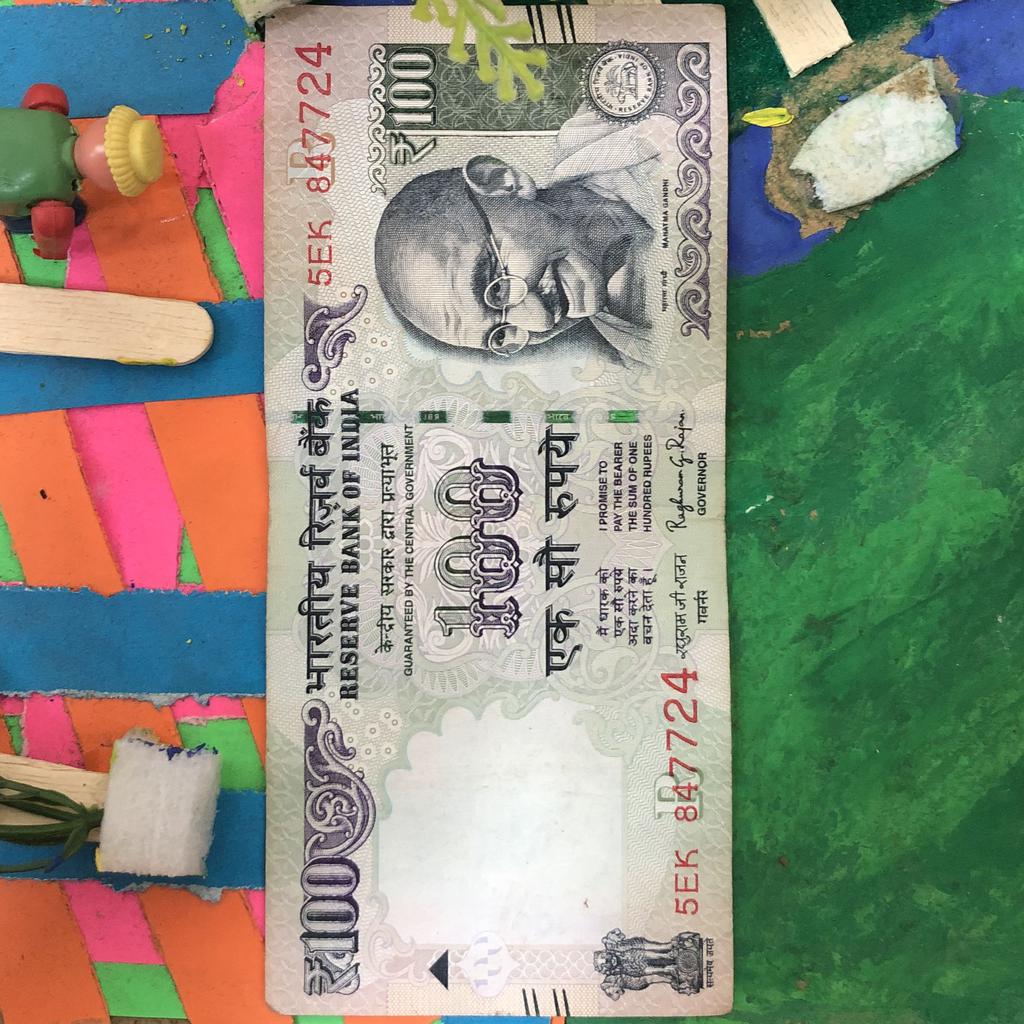 भारतीय रिज़र्व बैंक
RESERVE BANK OF INDIA
5EK 847724
केन्द्रीय सरकार द्वारा प्रत्याभूत
GUARANTEED BY THE CENTRAL GOVERNMENT
₹100
₹100
100
एक सौ रुपये
मैं धारक को
एक सौ रुपये
अदा करने का
वचन देता हूँ।
I PROMISE TO
PAY THE BEARER
THE SUM OF ONE
HUNDRED RUPEES
रघुराम जी राजन
गवर्नर
Raghuram G. Rajan
GOVERNOR
5EK 847724
सत्यमेव जयते
महात्मा गांधी
MAHATMA GANDHI